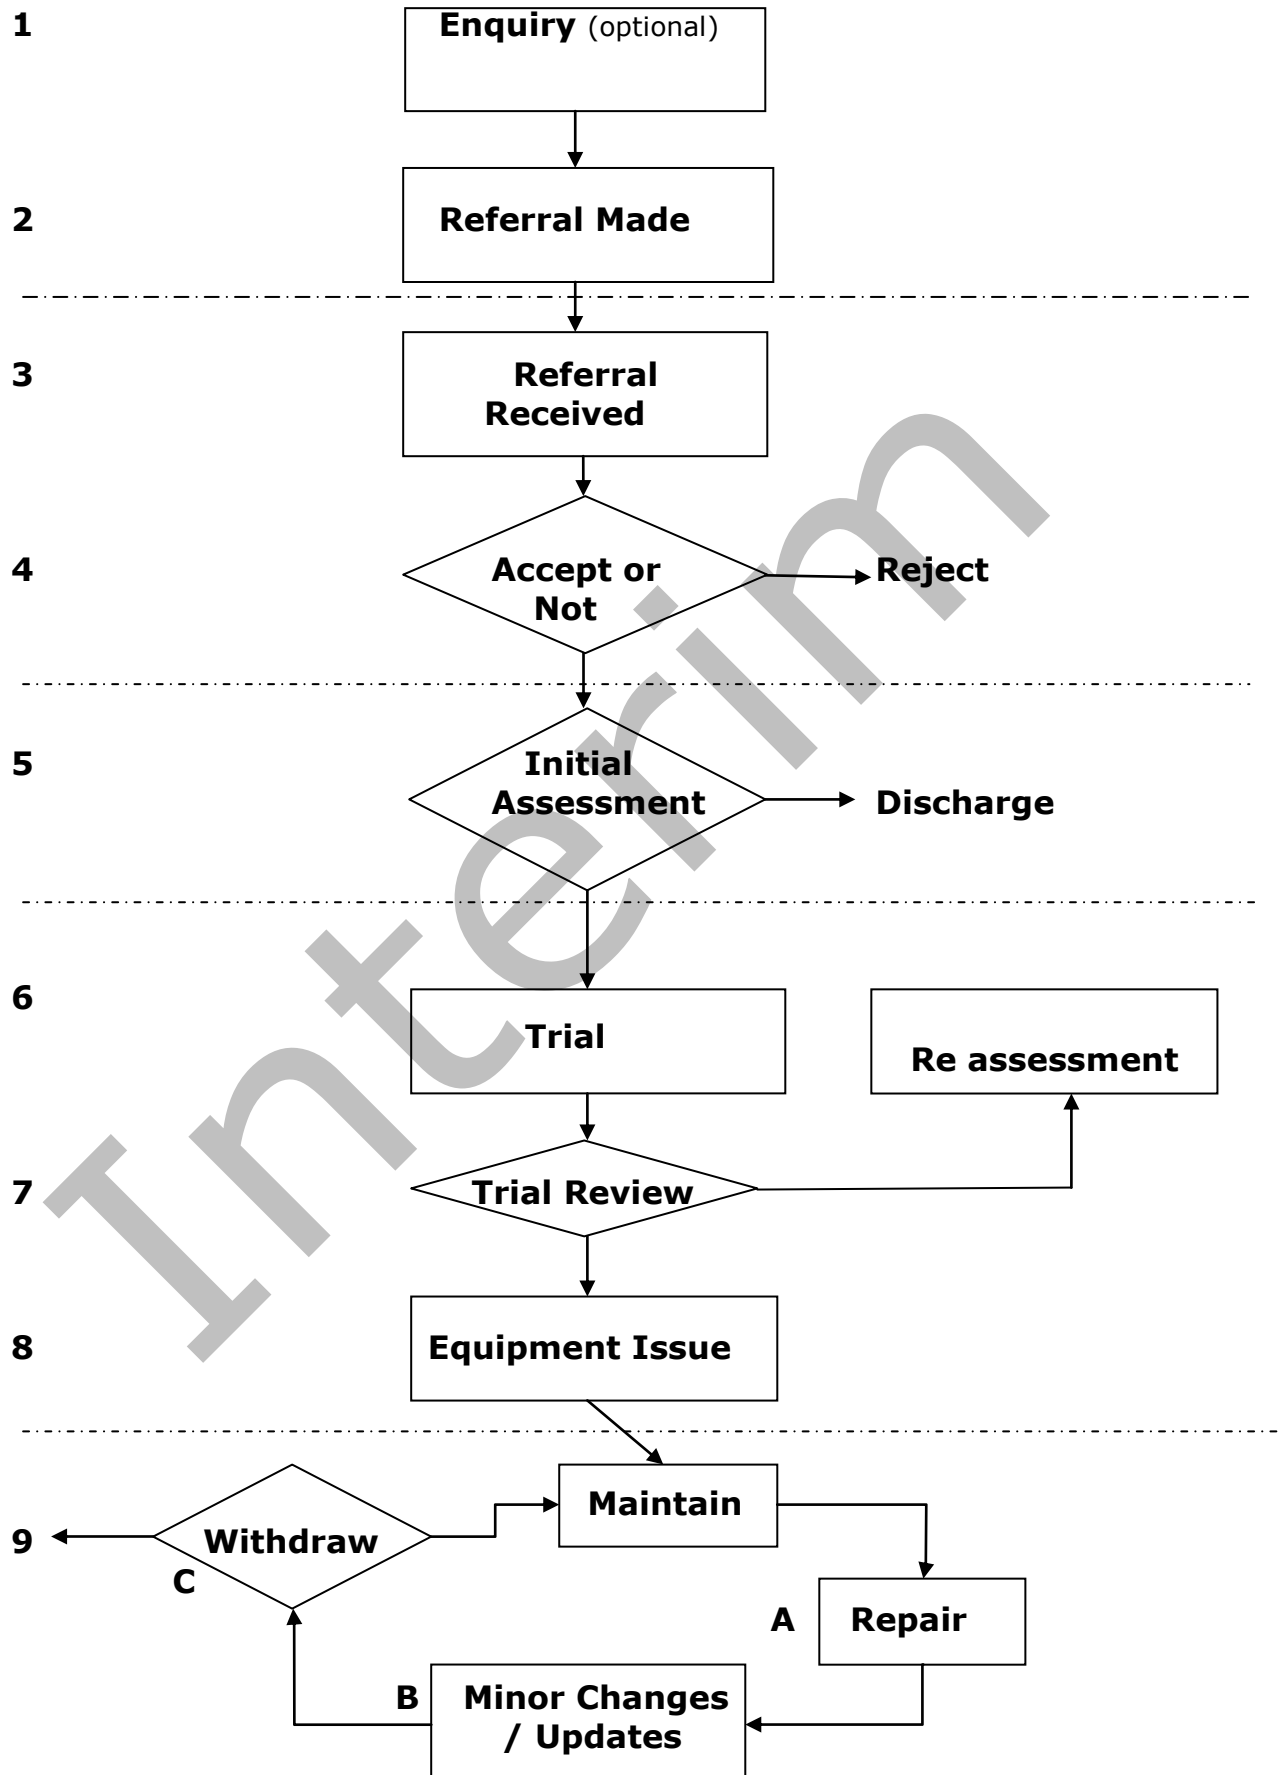 1
Enquiry (optional)
2
Referral Made
3
Referral
Received
4
Accept or
Not
Reject
5
Initial
Assessment
Discharge
6
Trial
Re assessment
7
Trial Review
8
Equipment Issue
9
Withdraw
C
Maintain
A
Repair
B
Minor Changes
/ Updates
Interim